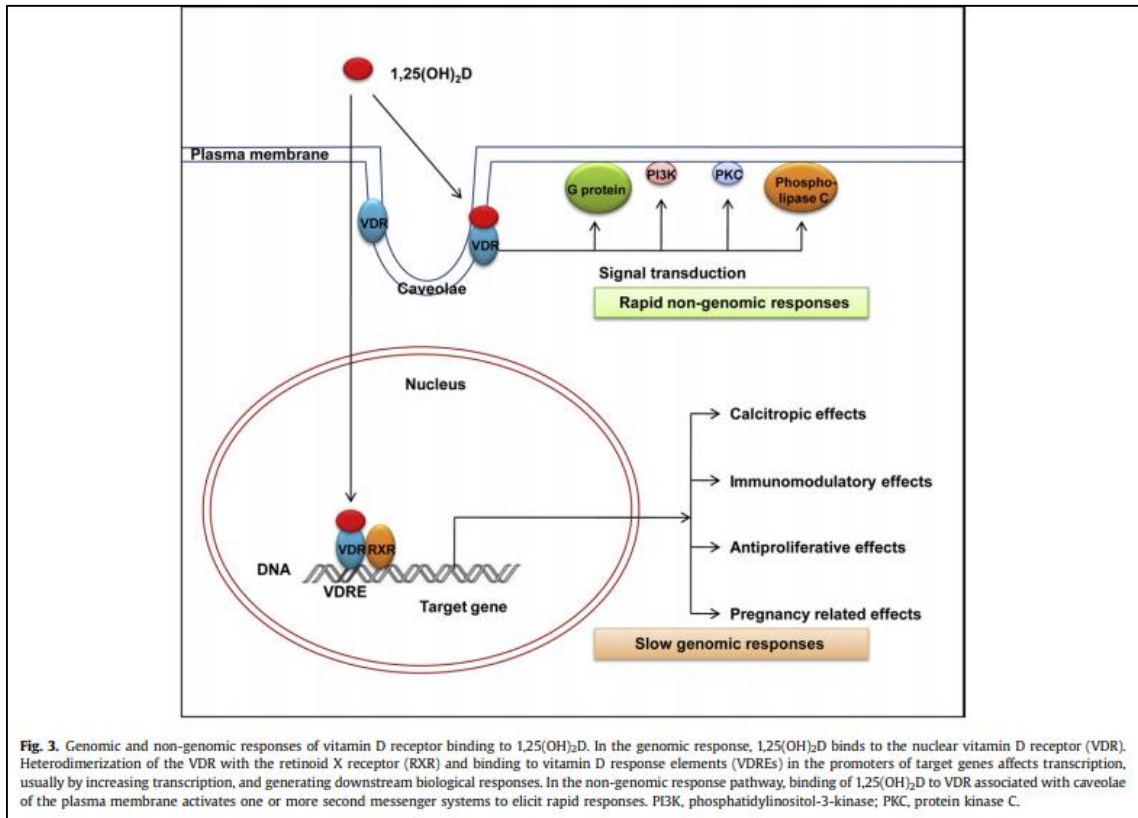 1,25(OH)₂D
Plasma membrane
G protein
PI3K
PKC
Phospho-
lipase C
VDR
VDR
Caveolae
Signal transduction
Rapid non-genomic responses
Nucleus
Calcitropic effects
Immunomodulatory effects
Antiproliferative effects
Pregnancy related effects
VDR
RXR
DNA
VDRE
Target gene
Slow genomic responses
Fig. 3. Genomic and non-genomic responses of vitamin D receptor binding to 1,25(OH)₂D. In the genomic response, 1,25(OH)₂D binds to the nuclear vitamin D receptor (VDR).
Heterodimerization of the VDR with the retinoid X receptor (RXR) and binding to vitamin D response elements (VDREs) in the promoters of target genes affects transcription,
usually by increasing transcription, and generating downstream biological responses. In the non-genomic response pathway, binding of 1,25(OH)₂D to VDR associated with caveolae
of the plasma membrane activates one or more second messenger systems to elicit rapid responses. PI3K, phosphatidylinositol-3-kinase; PKC, protein kinase C.